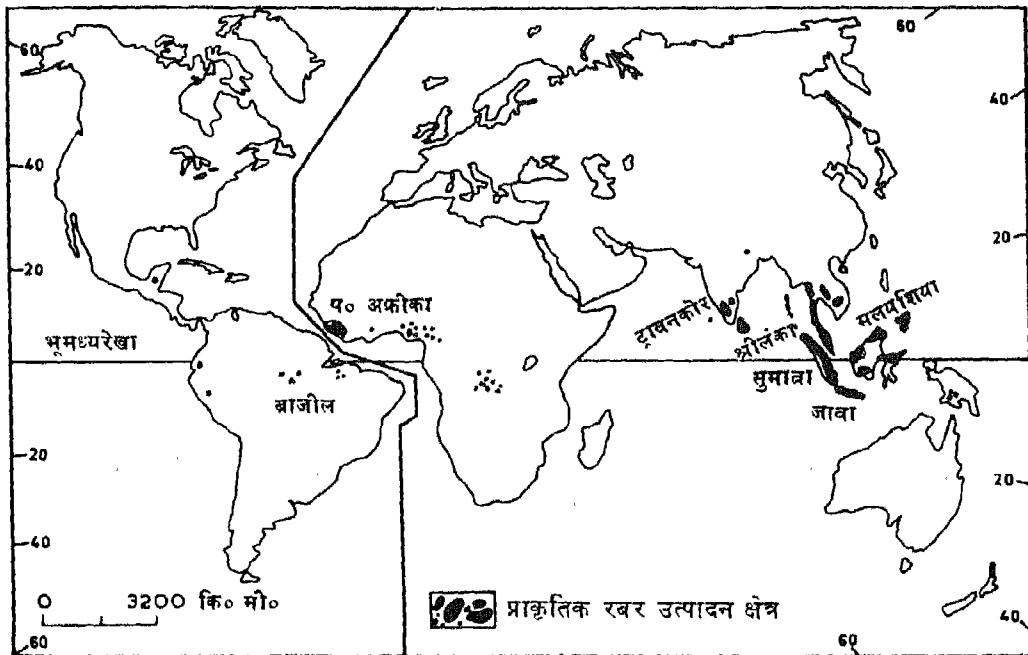 60
60
40
40
20
20
प० अफ्रीका
ट्रावनकोर
श्रीलंका
मलयेशिया
भूमध्यरेखा
सुमात्रा
ब्राजील
जावा
20
20
40
0 3200 कि० मी०
प्राकृतिक रबर उत्पादन क्षेत्र
40
60
60